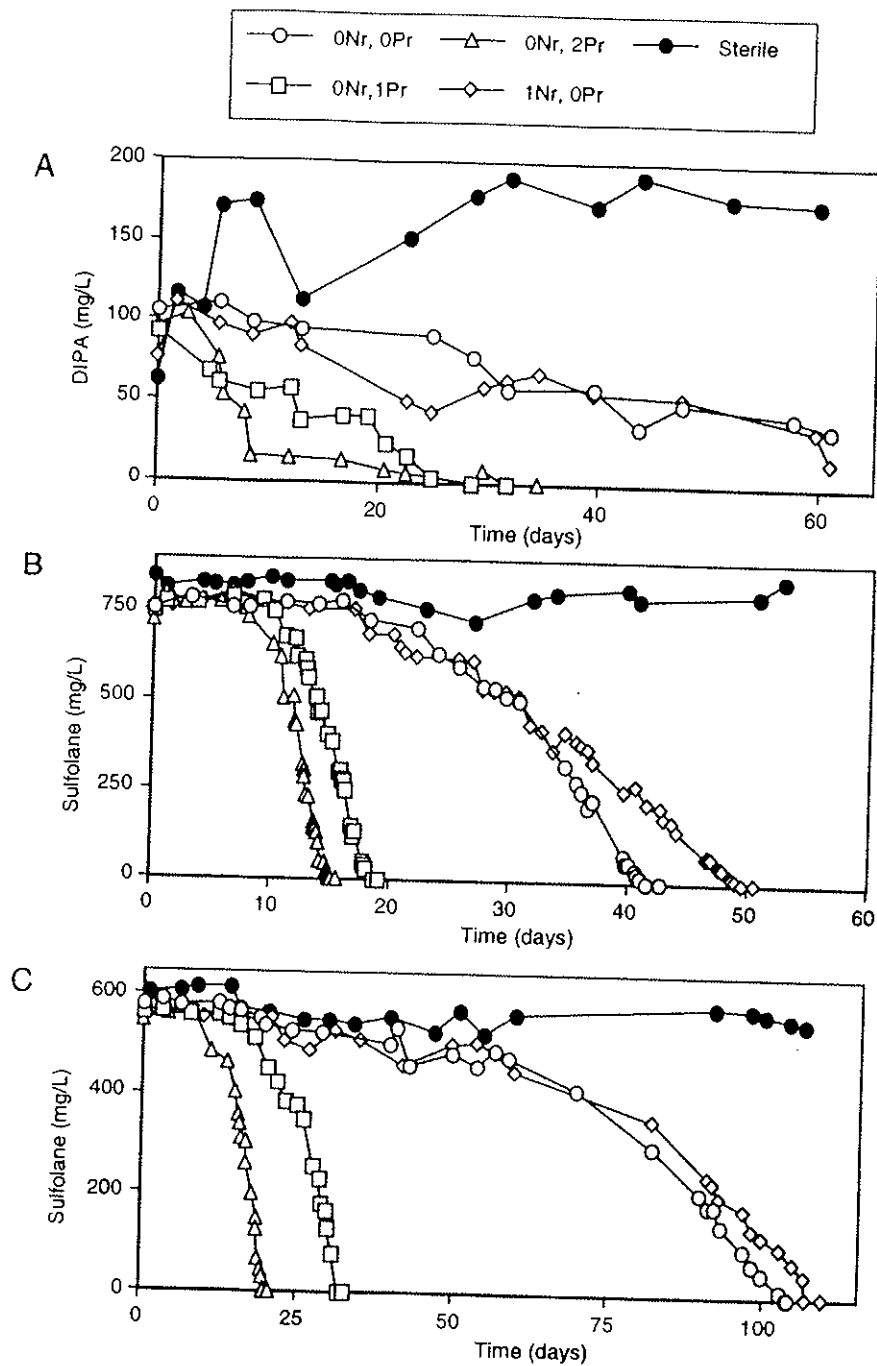 0Nr, 0Pr 0Nr, 2Pr Sterile
0Nr,1Pr 1Nr, 0Pr
A
200
150
100
50
0
DIPA (mg/L)
0 20 40 60
Time (days)
B
750
500
250
0
Sulfolane (mg/L)
0 10 20 30 40 50 60
Time (days)
C
600
400
200
0
Sulfolane (mg/L)
0 25 50 75 100
Time (days)